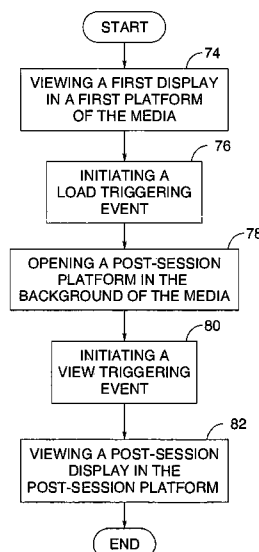 START
74
VIEWING A FIRST DISPLAY
IN A FIRST PLATFORM
OF THE MEDIA
76
INITIATING A
LOAD TRIGGERING
EVENT
78
OPENING A POST-SESSION
PLATFORM IN THE
BACKGROUND OF THE MEDIA
80
INITIATING A
VIEW TRIGGERING
EVENT
82
VIEWING A POST-SESSION
DISPLAY IN THE
POST-SESSION PLATFORM
END